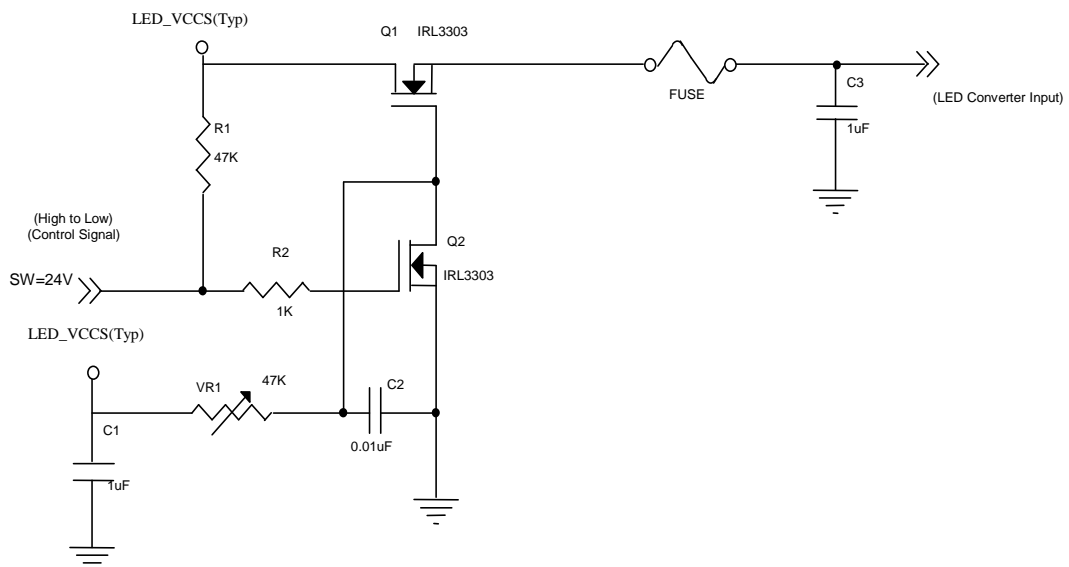 LED_VCCS(Typ)
Q1 IRL3303
FUSE
C3
1uF
(LED Converter Input)
R1
47K
(High to Low)
(Control Signal)
SW=24V
R2
1K
Q2
IRL3303
LED_VCCS(Typ)
VR1
47K
C2
0.01uF
C1
1uF